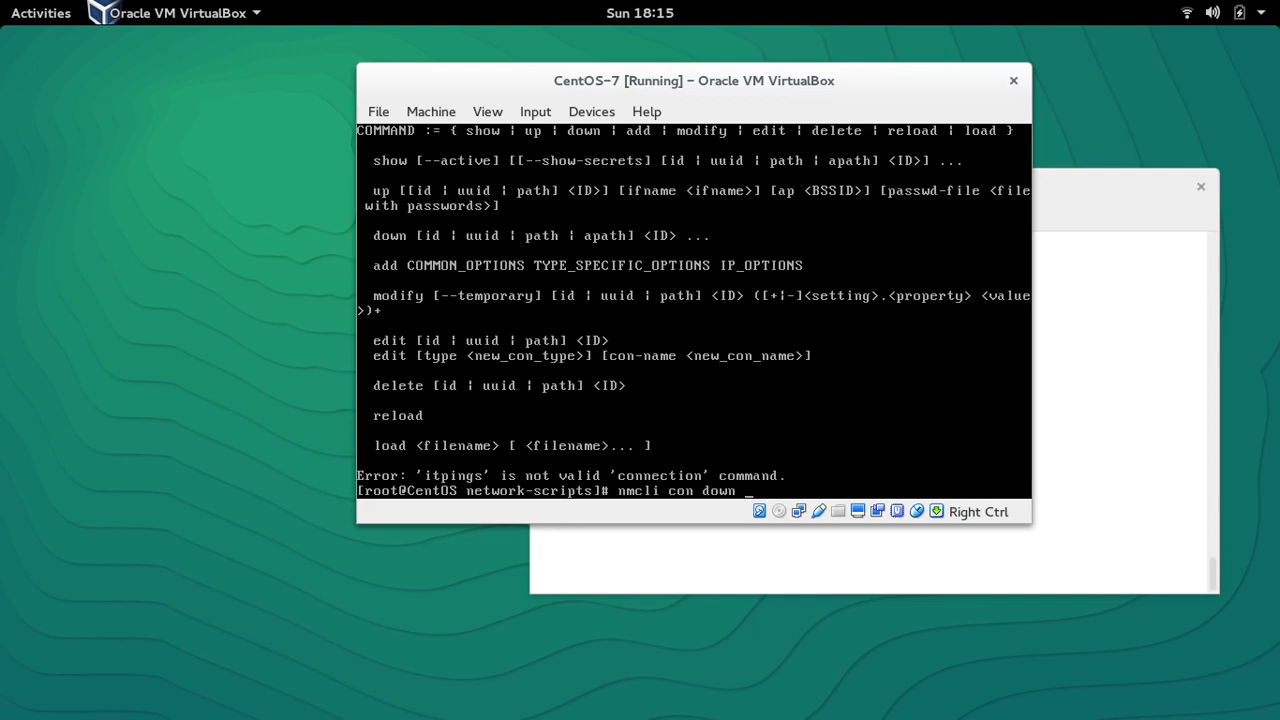 Activities Oracle VM VirtualBox Sun 18:15
CentOS-7 [Running] – Oracle VM VirtualBox
File Machine View Input Devices Help
COMMAND := { show | up | down | add | modify | edit | delete | reload | load }
show [--active] [[--show-secrets] [id | uuid | path | apath] <ID>] ...
up [[id | uuid | path] <ID>] [ifname <ifname>] [ap <BSSID>] [passwd-file <file
with passwords>]
down [id | uuid | path | apath] <ID> ...
add COMMON_OPTIONS TYPE_SPECIFIC_OPTIONS IP_OPTIONS
modify [--temporary] [id | uuid | path] <ID> ([+|-]<setting>.<property> <value
>)+
edit [id | uuid | path] <ID>
edit [type <new_con_type>] [con-name <new_con_name>]
delete [id | uuid | path] <ID>
reload
load <filename> [ <filename>... ]
Error: 'itpings' is not valid 'connection' command.
[root@CentOS network-scripts]# nmcli con down _
Right Ctrl